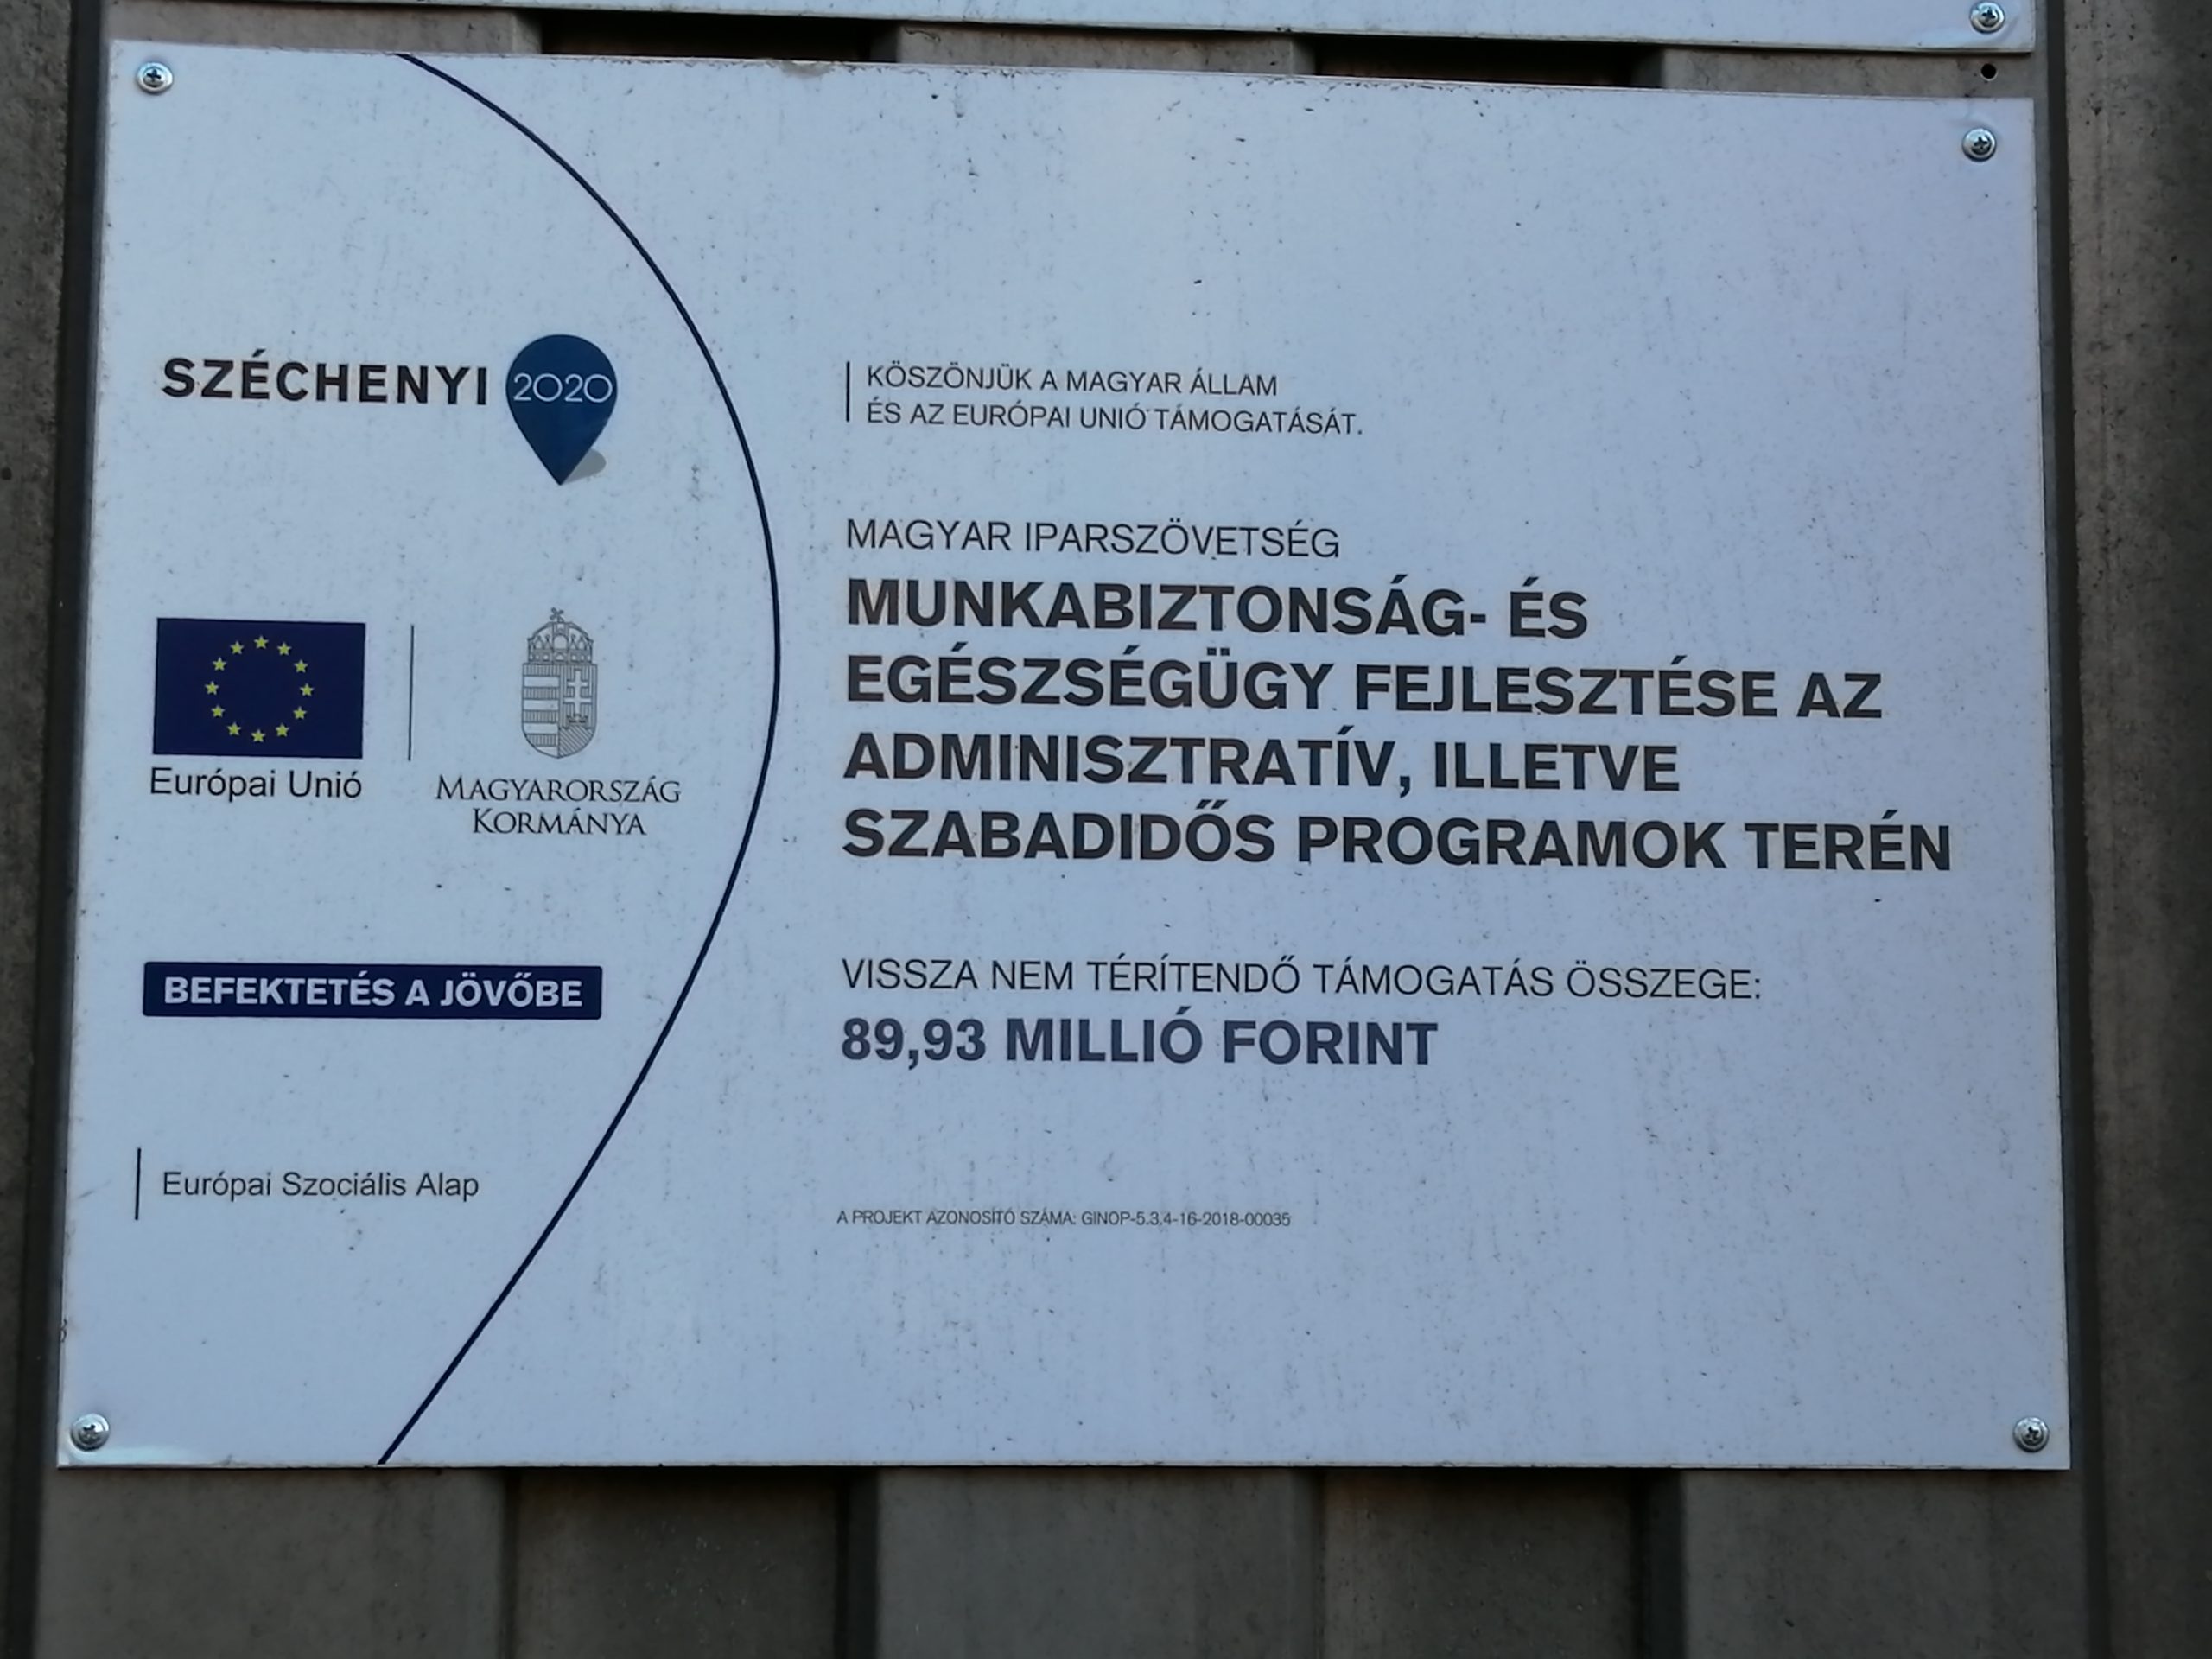 SZÉCHENYI 2020
Európai Unió
MAGYARORSZÁG
KORMÁNYA
BEFEKTETÉS A JÖVŐBE
Európai Szociális Alap
KÖSZÖNJÜK A MAGYAR ÁLLAM
ÉS AZ EURÓPAI UNIÓ TÁMOGATÁSÁT.
MAGYAR IPARSZÖVETSÉG
MUNKABIZTONSÁG- ÉS
EGÉSZSÉGÜGY FEJLESZTÉSE AZ
ADMINISZTRATÍV, ILLETVE
SZABADIDŐS PROGRAMOK TERÉN
VISSZA NEM TÉRÍTENDŐ TÁMOGATÁS ÖSSZEGE:
89,93 MILLIÓ FORINT
A PROJEKT AZONOSÍTÓ SZÁMA: GINOP-5.3.4-16-2018-00035